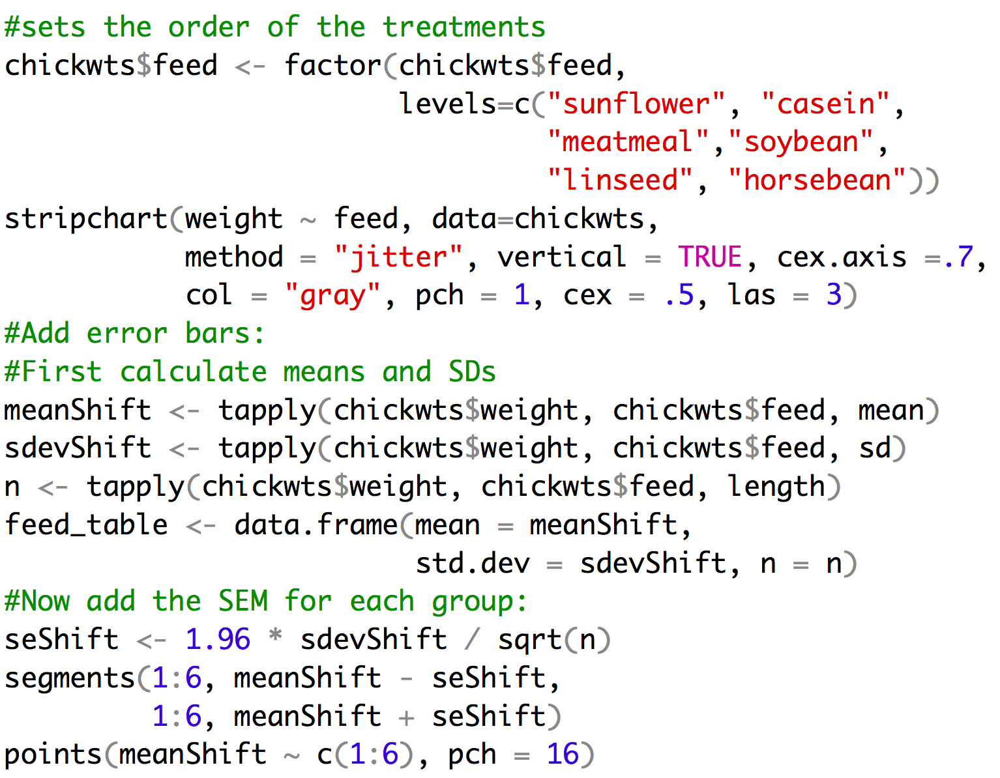 #sets the order of the treatments
chickwts$feed <- factor(chickwts$feed,
                        levels=c("sunflower", "casein",
                                 "meatmeal","soybean",
                                 "linseed", "horsebean"))
stripchart(weight ~ feed, data=chickwts,
           method = "jitter", vertical = TRUE, cex.axis =.7,
           col = "gray", pch = 1, cex = .5, las = 3)
#Add error bars:
#First calculate means and SDs
meanShift <- tapply(chickwts$weight, chickwts$feed, mean)
sdevShift <- tapply(chickwts$weight, chickwts$feed, sd)
n <- tapply(chickwts$weight, chickwts$feed, length)
feed_table <- data.frame(mean = meanShift,
                         std.dev = sdevShift, n = n)
#Now add the SEM for each group:
seShift <- 1.96 * sdevShift / sqrt(n)
segments(1:6, meanShift - seShift,
         1:6, meanShift + seShift)
points(meanShift ~ c(1:6), pch = 16)